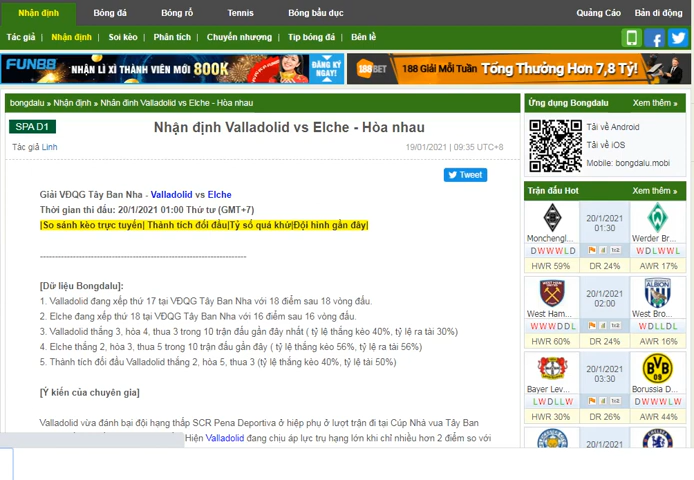 Nhận định Bóng đá Bóng rổ Tennis Bóng bầu dục Quảng Cáo Bản di động
Tác giả | Nhận định | Soi kèo | Phân tích | Chuyển nhượng | Tip bóng đá | Bên lề
FUN88 NHẬN LÌ XÌ THÀNH VIÊN MỚI 800K ĐĂNG KÝ NGAY!
188BET 188 Giải Mỗi Tuần Tổng Thưởng Hơn 7,8 Tỷ!
bongdalu » Nhận định » Nhân định Valladolid vs Elche - Hòa nhau
SPA D1
Nhận định Valladolid vs Elche - Hòa nhau
Tác giả Linh 19/01/2021 | 09:35 UTC+8
Tweet
Giải VĐQG Tây Ban Nha - Valladolid vs Elche
Thời gian thi đấu: 20/1/2021 01:00 Thứ tư (GMT+7)
|So sánh kèo trực tuyến| Thành tích đối đầu|Tỷ số quá khứ|Đội hình gần đây|
[Dữ liệu Bongdalu]:
1. Valladolid đang xếp thứ 17 tại VĐQG Tây Ban Nha với 18 điểm sau 18 vòng đấu.
2. Elche đang xếp thứ 18 tại VĐQG Tây Ban Nha với 16 điểm sau 16 vòng đấu.
3. Valladolid thắng 3, hòa 4, thua 3 trong 10 trận đấu gần đây nhất ( tỷ lệ thắng kèo 40%, tỷ lệ ra tài 30%)
4. Elche thắng 2, hòa 3, thua 5 trong 10 trận đấu gần đây ( tỷ lệ thắng kèo 56%, tỷ lệ ra tài 56%)
5. Thành tích đối đầu Valladolid thắng 2, hòa 5, thua 3 (tỷ lệ thắng kèo 40%, tỷ lệ tài 50%)
[Ý kiến của chuyên gia]
Valladolid vừa đánh bại đội hạng thấp SCR Pena Deportiva ở hiệp phụ ở lượt trận đi tại Cúp Nhà vua Tây Ban
Hiện Valladolid đang chịu áp lực trụ hạng lớn khi chỉ nhiều hơn 2 điểm so với
Ứng dụng Bongdalu Xem thêm »
Tải về Android
Tải về iOS
Mobile: bongdalu.mobi
Trận đấu Hot Xem thêm »
20/1/2021
01:30
Monchengl... Werder Br...
DWWWLD WDLWWL
HWR 59% DR 24% AWR 17%
20/1/2021
02:00
West Ham... West Bro...
WWWDDL WDLLDL
HWR 60% DR 24% AWR 16%
20/1/2021
03:30
Bayer Lev... Borussia D...
LWDLLW DWWWLW
HWR 30% DR 26% AWR 44%
20/1/2021